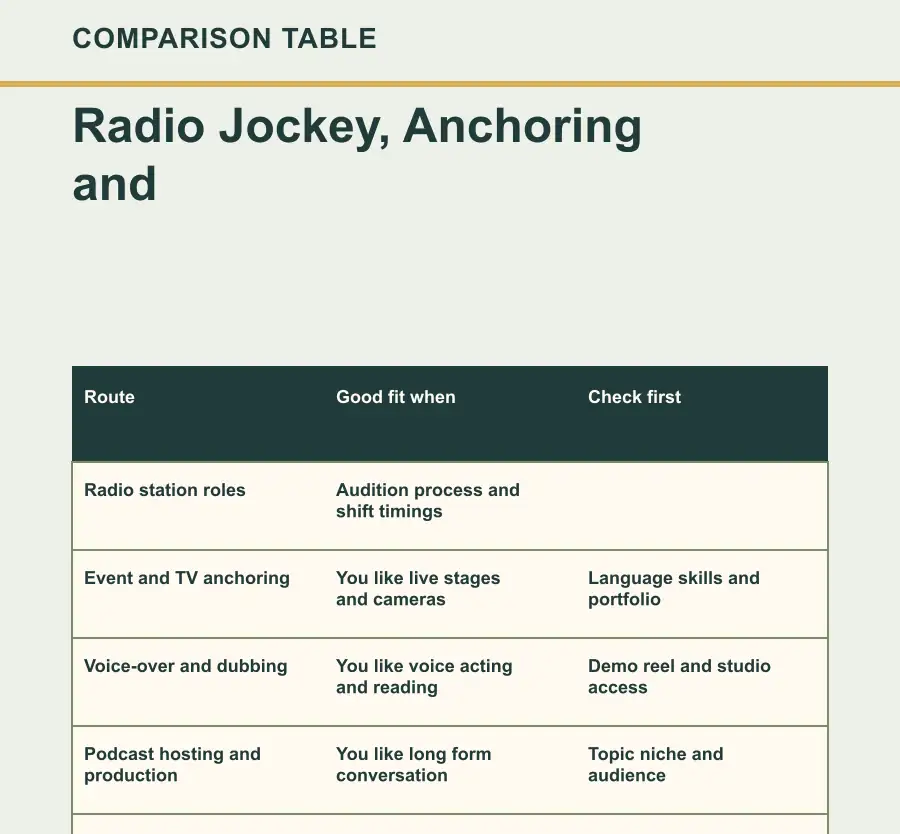 COMPARISON TABLE
Radio Jockey, Anchoring
and
Route Good fit when Check first
Radio station roles Audition process and
shift timings
Event and TV anchoring You like live stages Language skills and
and cameras portfolio
Voice-over and dubbing You like voice acting Demo reel and studio
and reading access
Podcast hosting and You like long form Topic niche and
production conversation audience